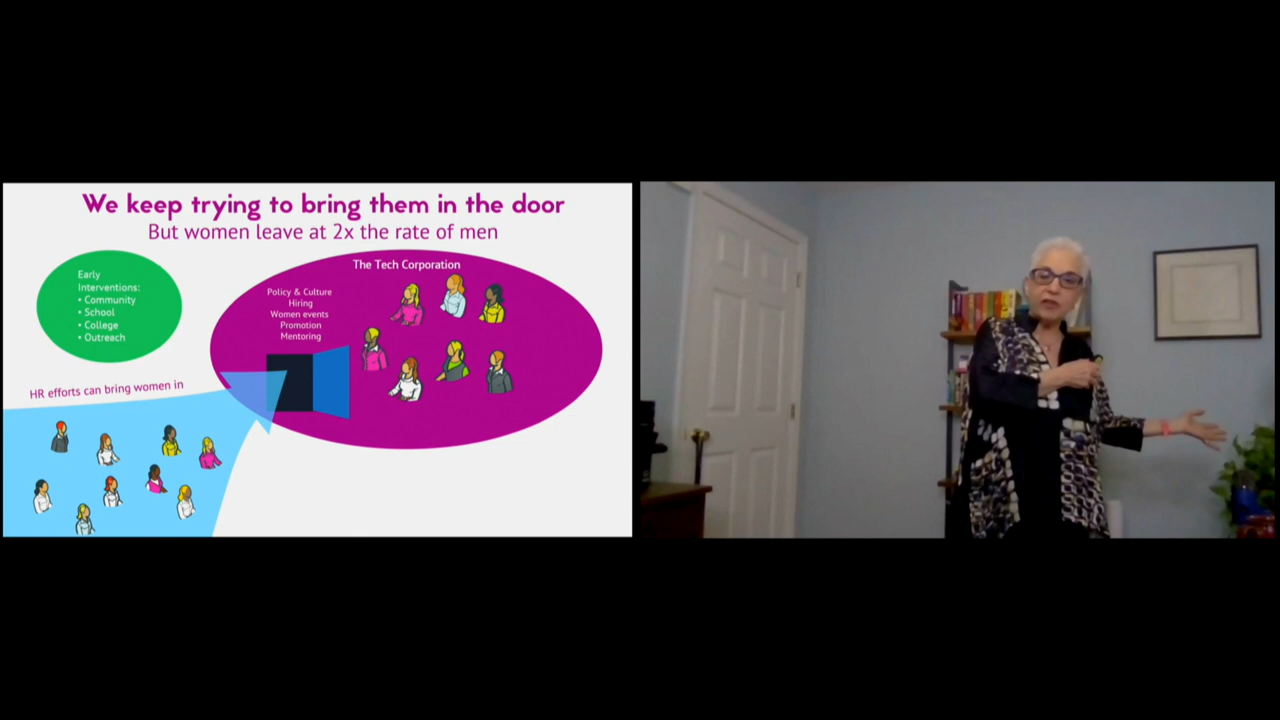 We keep trying to bring them in the door
But women leave at 2x the rate of men
Early
Interventions:
• Community
• School
• College
• Outreach
The Tech Corporation
Policy & Culture
Hiring
Women events
Promotion
Mentoring
HR efforts can bring women in